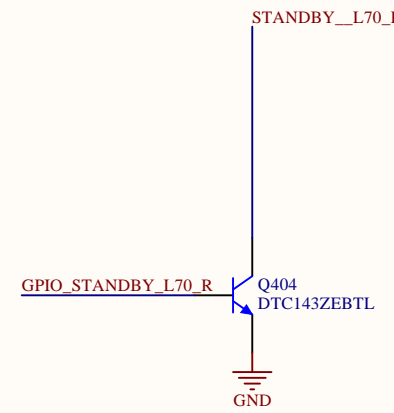 STANDBY__L70_
GPIO_STANDBY_L70_R
Q404
DTC143ZEBTL
GND